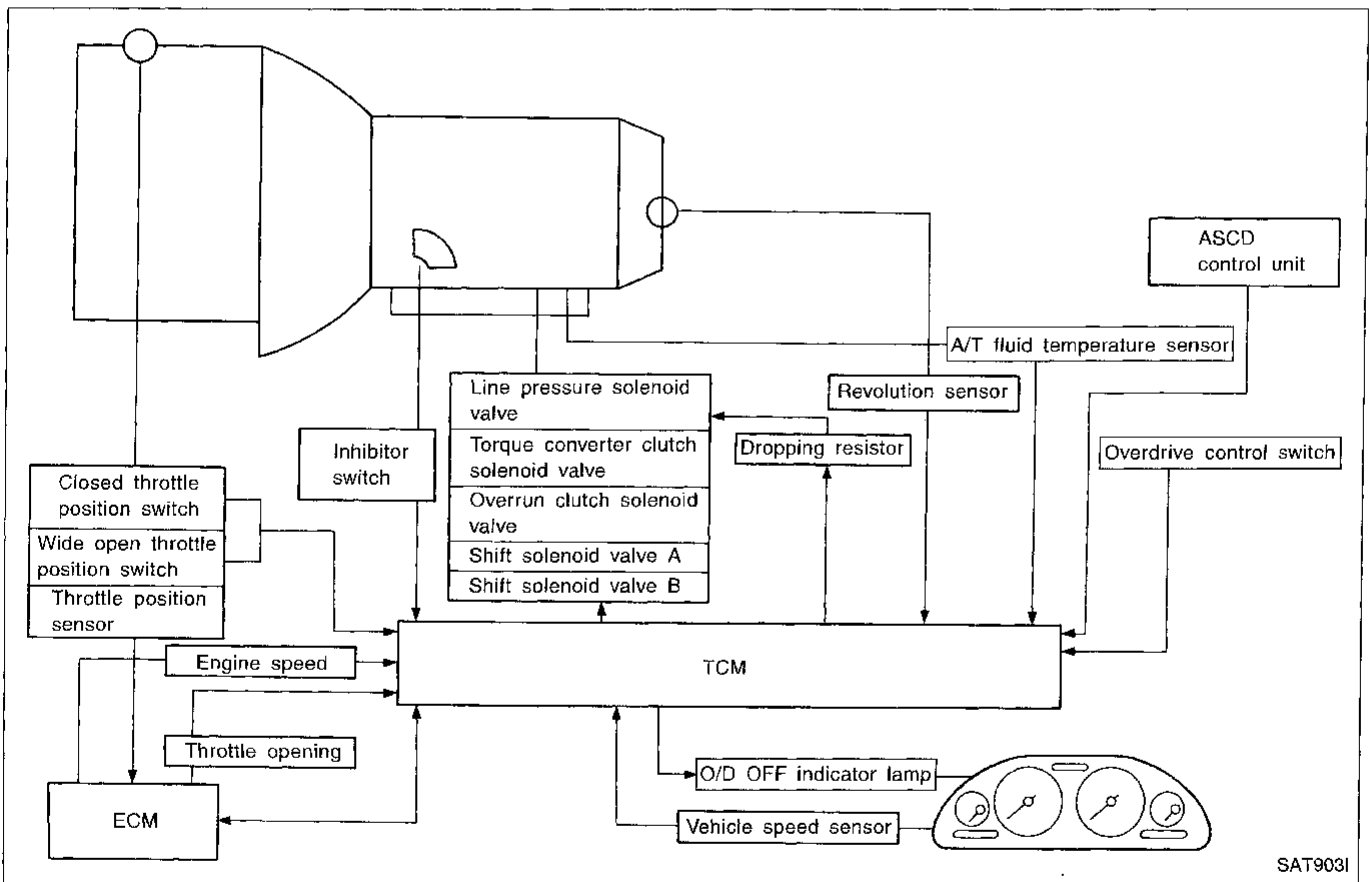 ASCD
control unit
A/T fluid temperature sensor
Line pressure solenoid
valve
Revolution sensor
Torque converter clutch
solenoid valve
Dropping resistor
Inhibitor
switch
Overdrive control switch
Closed throttle
position switch
Overrun clutch solenoid
valve
Wide open throttle
position switch
Shift solenoid valve A
Shift solenoid valve B
Throttle position
sensor
Engine speed
TCM
Throttle opening
O/D OFF indicator lamp
ECM
Vehicle speed sensor
SAT903I